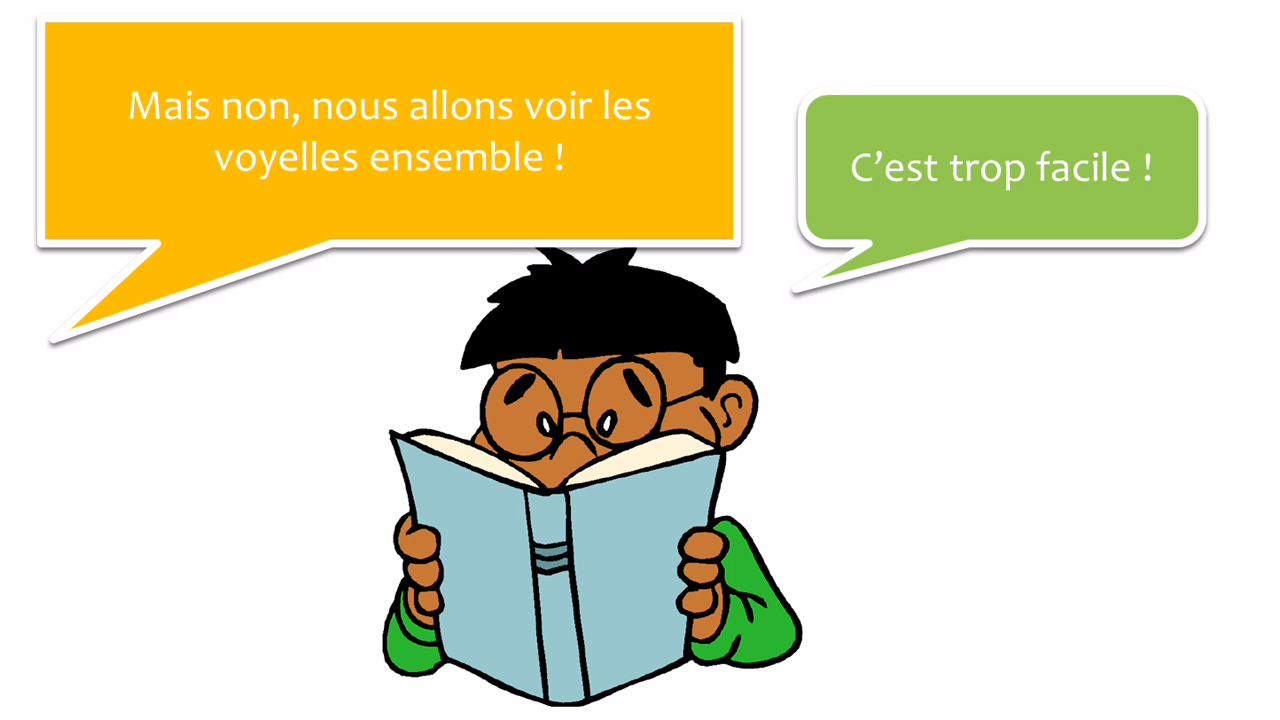 Mais non, nous allons voir les
voyelles ensemble !
C’est trop facile !